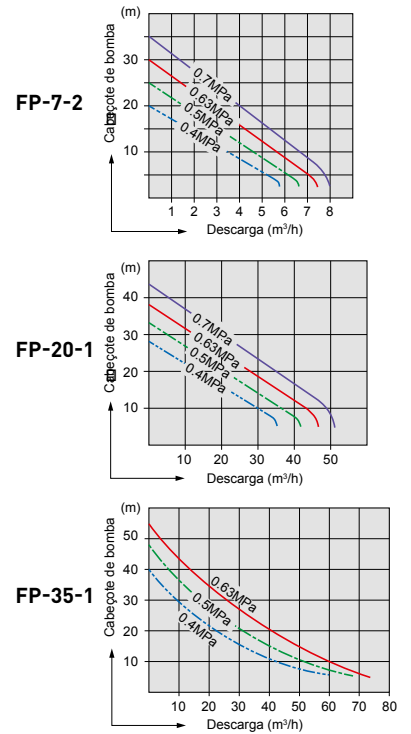 FP-7-2
(m)
30
20
10
Cabeçote de bomba
0.7MPa
0.63MPa
0.5MPa
0.4MPa
1 2 3 4 5 6 7 8
Descarga (m³/h)
FP-20-1
(m)
40
30
20
10
Cabeçote de bomba
0.7MPa
0.63MPa
0.5MPa
0.4MPa
10 20 30 40 50
Descarga (m³/h)
FP-35-1
(m)
50
40
30
20
10
Cabeçote de bomba
0.63MPa
0.5MPa
0.4MPa
10 20 30 40 50 60 70 80
Descarga (m³/h)